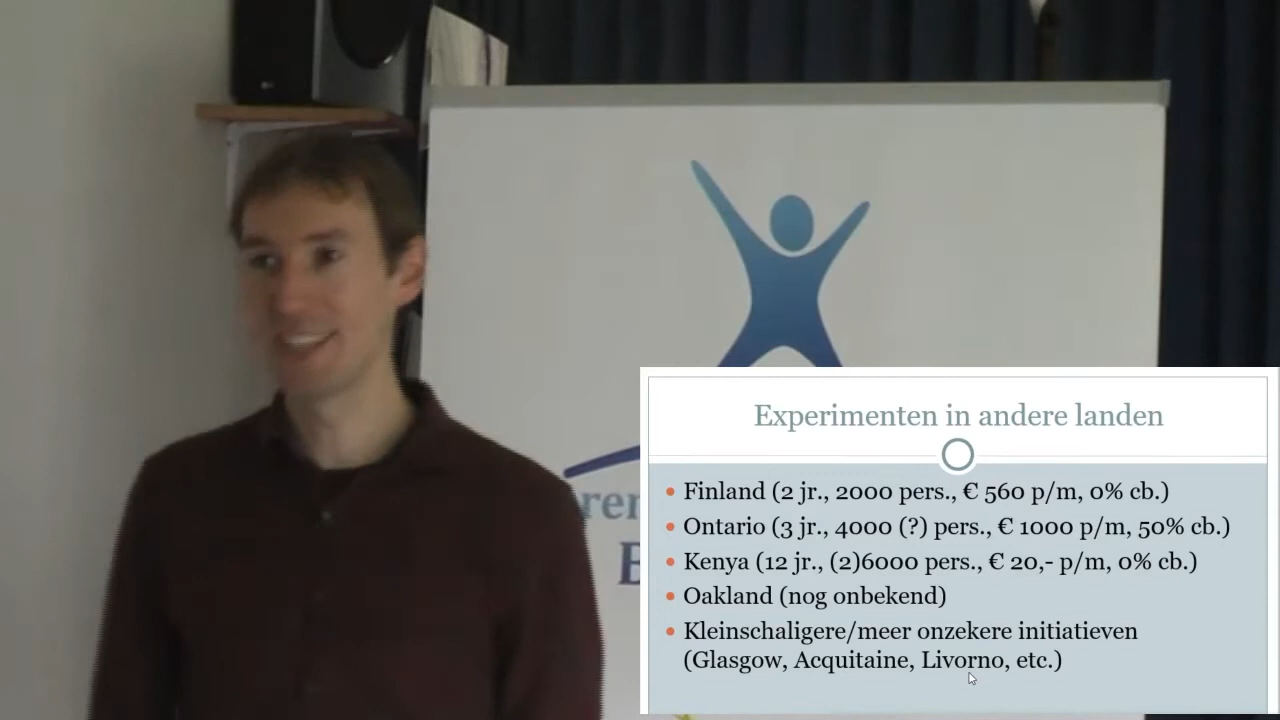 Experimenten in andere landen
• Finland (2 jr., 2000 pers., € 560 p/m, 0% cb.)
• Ontario (3 jr., 4000 (?) pers., € 1000 p/m, 50% cb.)
• Kenya (12 jr., (2)6000 pers., € 20,- p/m, 0% cb.)
• Oakland (nog onbekend)
• Kleinschaligere/meer onzekere initiatieven
(Glasgow, Acquitaine, Livorno, etc.)